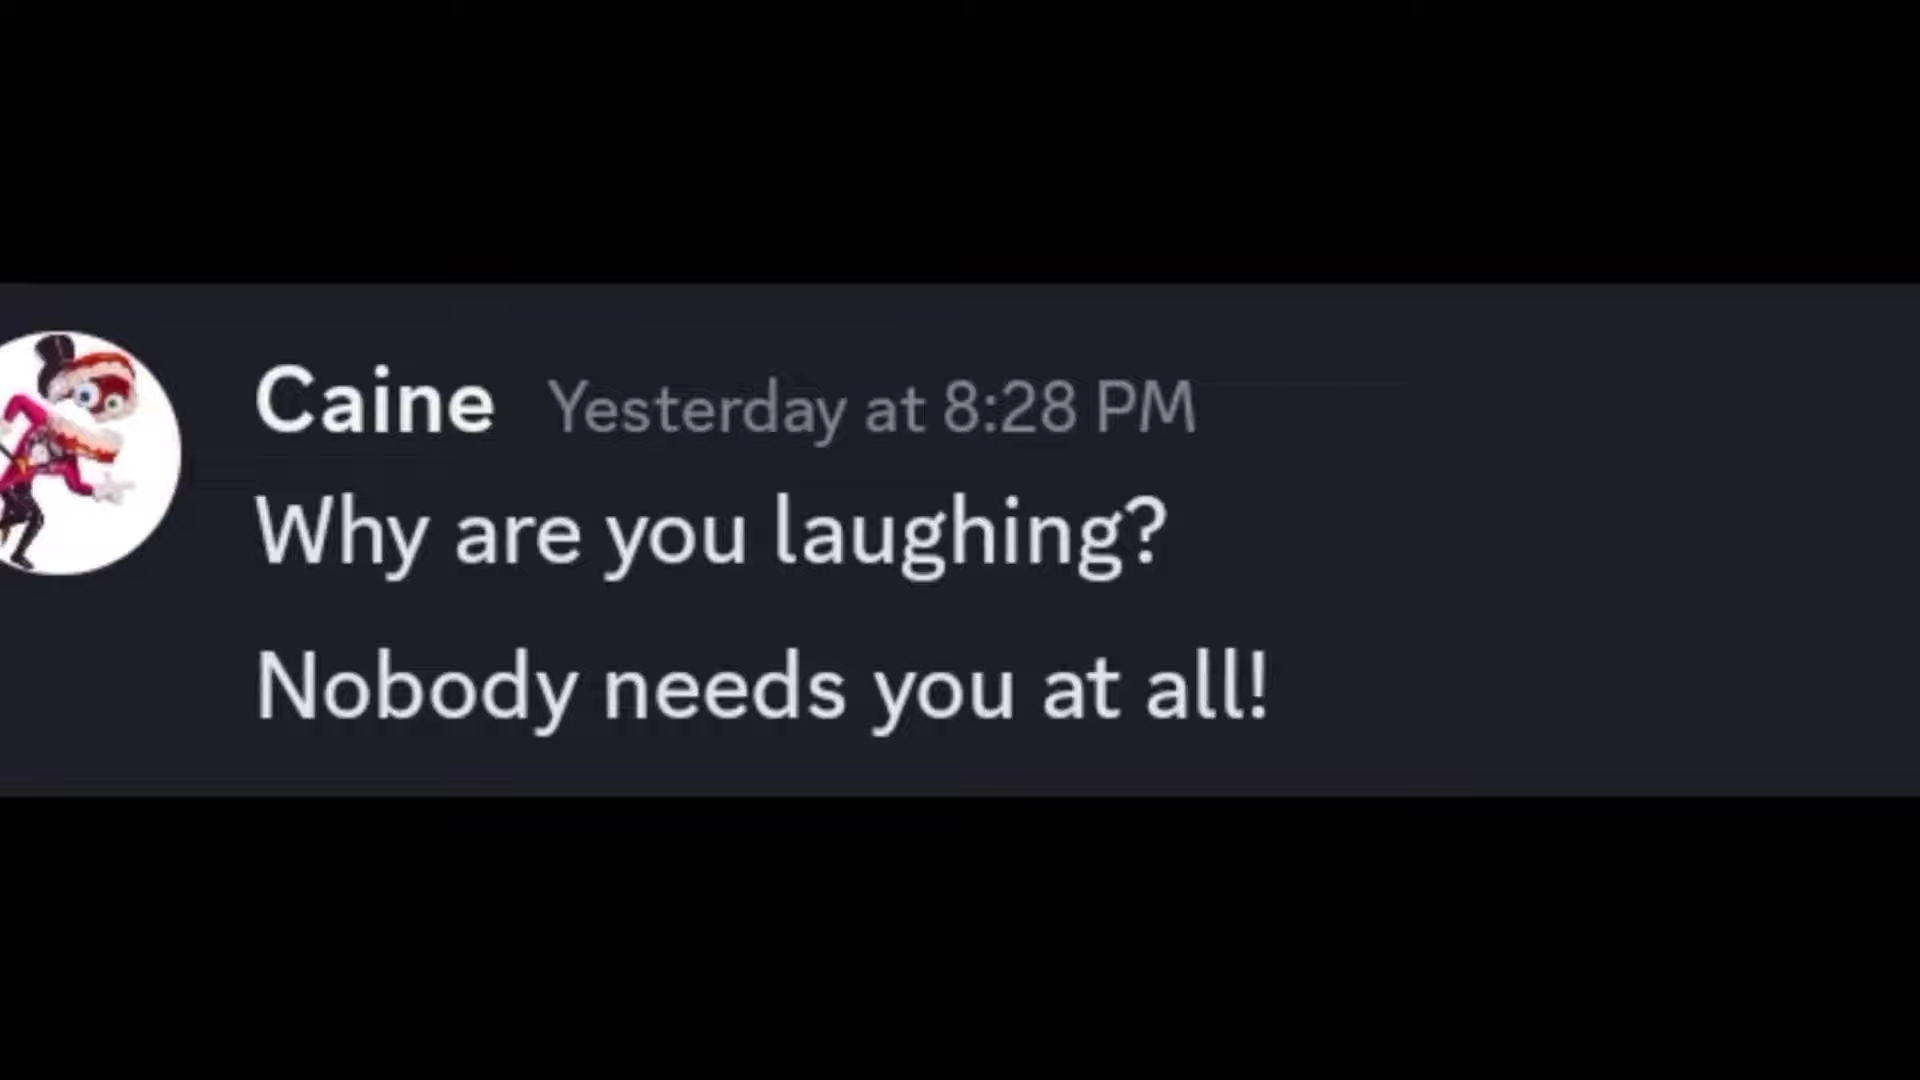 Caine Yesterday at 8:28 PM
Why are you laughing?
Nobody needs you at all!